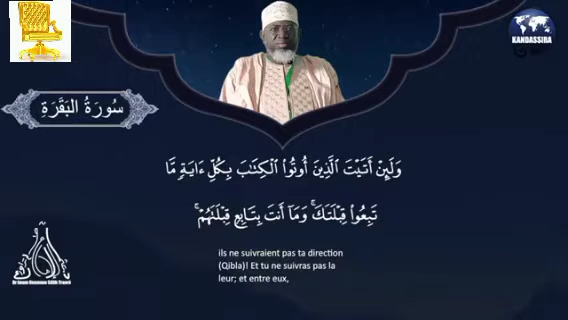 KANDASSIRA
سُورَةُ البَقَرَةِ
وَلَئِنْ أَتَيْتَ الَّذِينَ أُوتُوا۟ الْكِتَـٰبَ بِكُلِّ ءَايَةٍ مَّا
تَبِعُوا۟ قِبْلَتَكَ ۚ وَمَآ أَنتَ بِتَابِعٍ قِبْلَتَهُمْ ۚ
ils ne suivraient pas ta direction
(Qibla)! Et tu ne suivras pas la
leur; et entre eux,